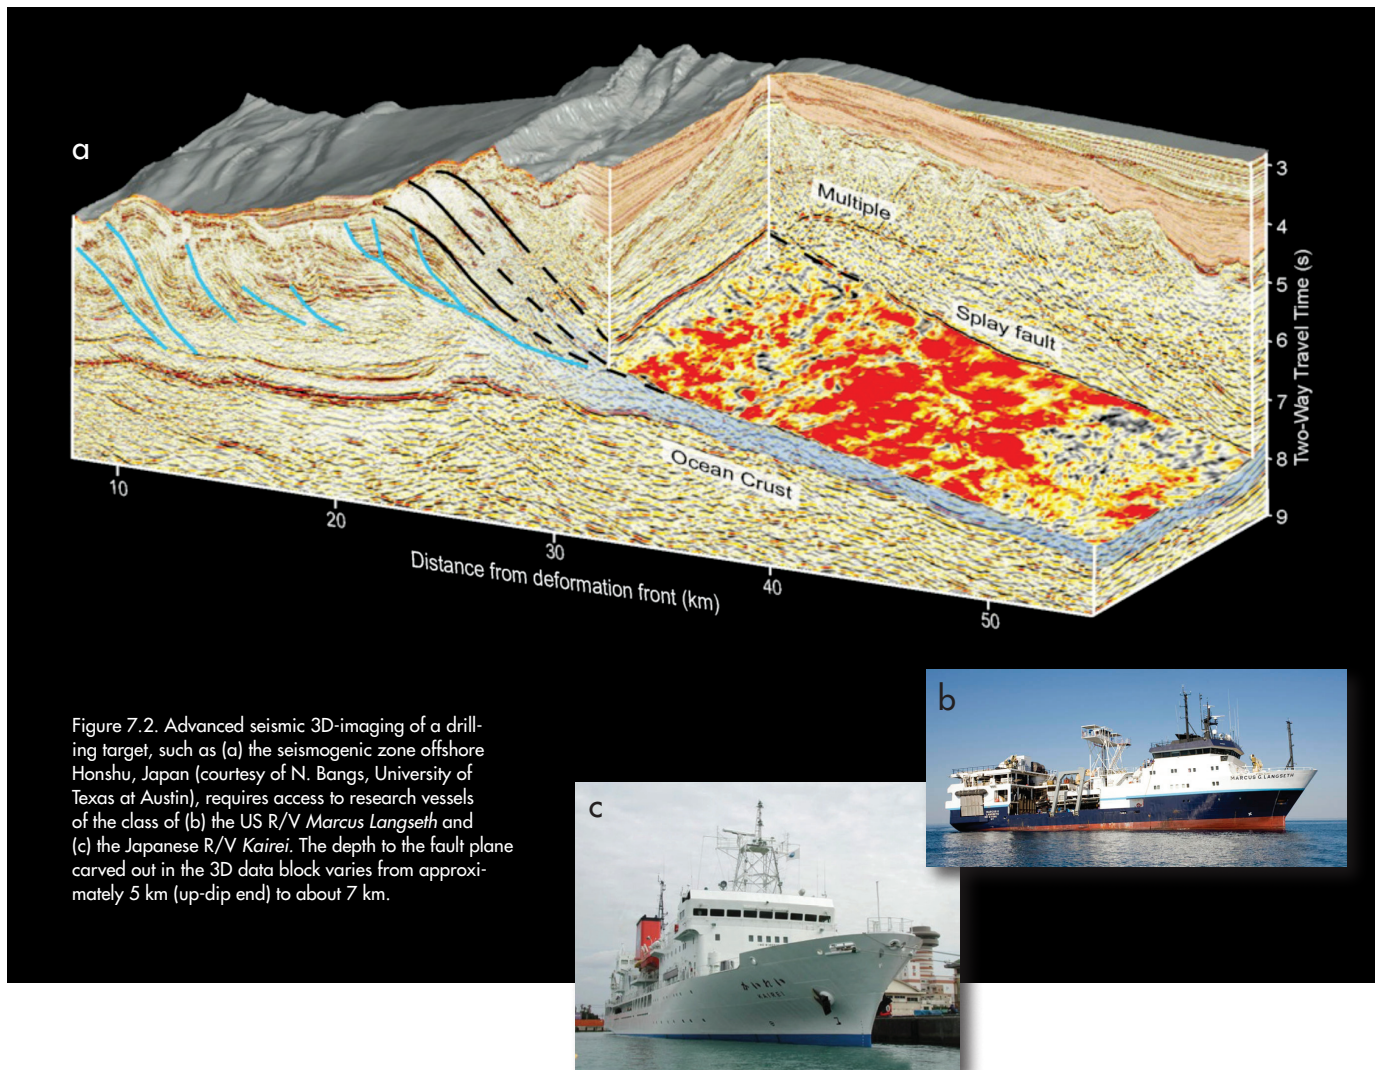 a
Multiple
Splay fault
Ocean Crust
3
4
5
6
7
8
9
Two-Way Travel Time (s)
10
20
30
40
50
Distance from deformation front (km)
Figure 7.2. Advanced seismic 3D-imaging of a drill-
ing target, such as (a) the seismogenic zone offshore
Honshu, Japan (courtesy of N. Bangs, University of
Texas at Austin), requires access to research vessels
of the class of (b) the US R/V Marcus Langseth and
(c) the Japanese R/V Kairei. The depth to the fault plane
carved out in the 3D data block varies from approxi-
mately 5 km (up-dip end) to about 7 km.
b
MARCUS G. LANGSETH
c
かいれい
KAIREI